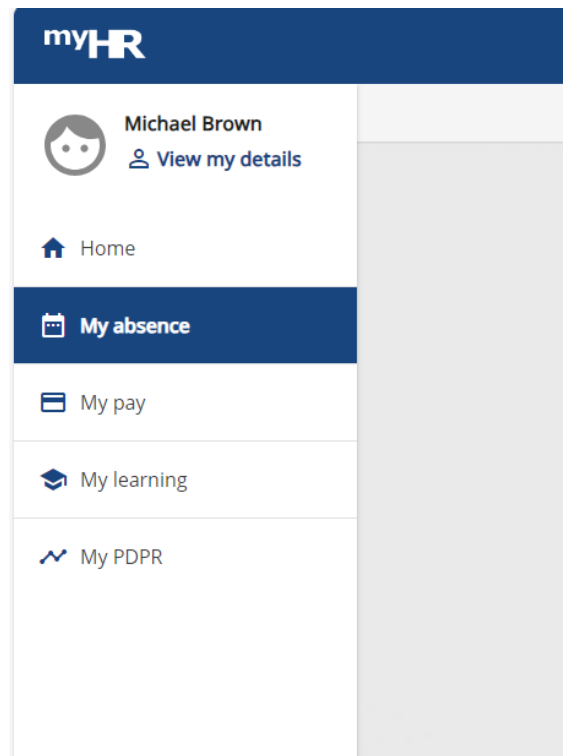 myHR
Michael Brown
View my details
Home
My absence
My pay
My learning
My PDPR